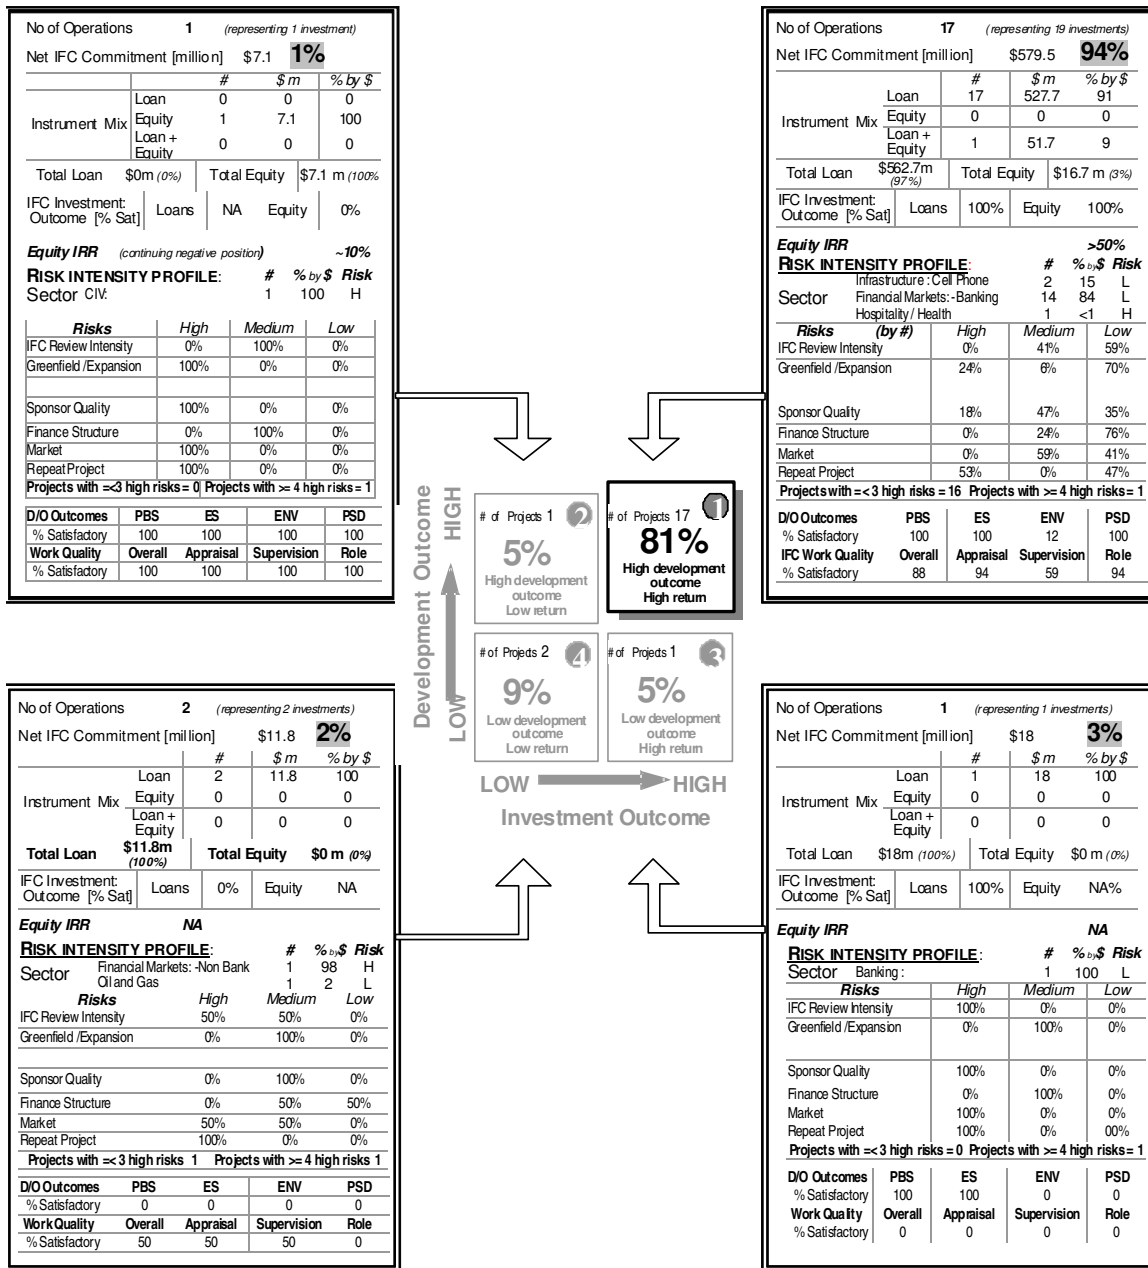 No of Operations 1 (representing 1 investment)
Net IFC Commitment [million] $7.1 1%
# $ m % by $
Instrument Mix
Loan 0 0 0
Equity 1 7.1 100
Loan + Equity 0 0 0
Total Loan $0m (0%) Total Equity $7.1 m (100%
IFC Investment: Outcome [% Sat] Loans NA Equity 0%
Equity IRR (continuing negative position) ~10%
RISK INTENSITY PROFILE: # % by $ Risk
Sector CIV: 1 100 H
Risks High Medium Low
IFC Review Intensity 0% 100% 0%
Greenfield /Expansion 100% 0% 0%
Sponsor Quality 100% 0% 0%
Finance Structure 0% 100% 0%
Market 100% 0% 0%
Repeat Project 100% 0% 0%
Projects with =<3 high risks = 0 Projects with >= 4 high risks = 1
D/O Outcomes PBS ES ENV PSD
% Satisfactory 100 100 100 100
Work Quality Overall Appraisal Supervision Role
% Satisfactory 100 100 100 100
No of Operations 17 (representing 19 investments)
Net IFC Commitment [million] $579.5 94%
# $ m % by $
Instrument Mix
Loan 17 527.7 91
Equity 0 0 0
Loan + Equity 1 51.7 9
Total Loan $562.7m (97%) Total Equity $16.7 m (3%)
IFC Investment: Outcome [% Sat] Loans 100% Equity 100%
Equity IRR >50%
RISK INTENSITY PROFILE: # % by $ Risk
Sector
Infrastructure : Cell Phone 2 15 L
Financial Markets: -Banking 14 84 L
Hospitality / Health 1 <1 H
Risks (by #) High Medium Low
IFC Review Intensity 0% 41% 59%
Greenfield /Expansion 24% 6% 70%
Sponsor Quality 18% 47% 35%
Finance Structure 0% 24% 76%
Market 0% 59% 41%
Repeat Project 53% 0% 47%
Projects with =< 3 high risks = 16 Projects with >= 4 high risks = 1
D/O Outcomes PBS ES ENV PSD
% Satisfactory 100 100 12 100
IFC Work Quality Overall Appraisal Supervision Role
% Satisfactory 88 94 59 94
Development Outcome
LOW HIGH
# of Projects 1 2
5%
High development
outcome
Low return
# of Projects 17 1
81%
High development
outcome
High return
# of Projects 2 4
9%
Low development
outcome
Low return
# of Projects 1 3
5%
Low development
outcome
High return
LOW HIGH
Investment Outcome
No of Operations 2 (representing 2 investments)
Net IFC Commitment [million] $11.8 2%
# $ m % by $
Instrument Mix
Loan 2 11.8 100
Equity 0 0 0
Loan + Equity 0 0 0
Total Loan $11.8m (100%) Total Equity $0 m (0%)
IFC Investment: Outcome [% Sat] Loans 0% Equity NA
Equity IRR NA
RISK INTENSITY PROFILE: # % by $ Risk
Sector
Financial Markets: -Non Bank 1 98 H
Oil and Gas 1 2 L
Risks High Medium Low
IFC Review Intensity 50% 50% 0%
Greenfield /Expansion 0% 100% 0%
Sponsor Quality 0% 100% 0%
Finance Structure 0% 50% 50%
Market 50% 50% 0%
Repeat Project 100% 0% 0%
Projects with =< 3 high risks 1 Projects with >= 4 high risks 1
D/O Outcomes PBS ES ENV PSD
% Satisfactory 0 0 0 0
Work Quality Overall Appraisal Supervision Role
% Satisfactory 50 50 50 0
No of Operations 1 (representing 1 investments)
Net IFC Commitment [million] $18 3%
# $ m % by $
Instrument Mix
Loan 1 18 100
Equity 0 0 0
Loan + Equity 0 0 0
Total Loan $18m (100%) Total Equity $0 m (0%)
IFC Investment: Outcome [% Sat] Loans 100% Equity NA%
Equity IRR NA
RISK INTENSITY PROFILE: # % by $ Risk
Sector Banking : 1 100 L
Risks High Medium Low
IFC Review Intensity 100% 0% 0%
Greenfield /Expansion 0% 100% 0%
Sponsor Quality 100% 0% 0%
Finance Structure 0% 100% 0%
Market 100% 0% 0%
Repeat Project 100% 0% 00%
Projects with =< 3 high risks = 0 Projects with >= 4 high risks = 1
D/O Outcomes PBS ES ENV PSD
% Satisfactory 100 100 0 0
Work Quality Overall Appraisal Supervision Role
% Satisfactory 0 0 0 0